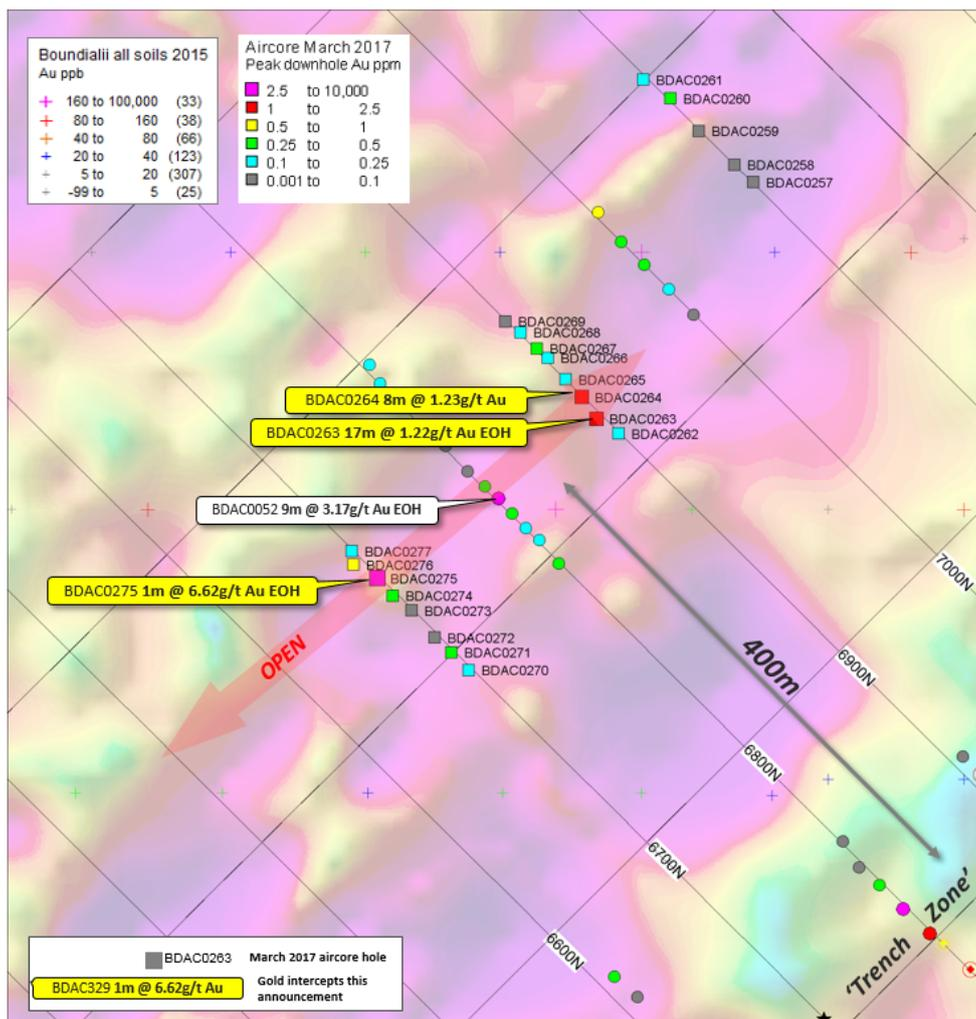 Boundialii all soils 2015
Au ppb
160 to 100,000 (33)
80 to 160 (38)
40 to 80 (66)
20 to 40 (123)
5 to 20 (307)
-99 to 5 (25)
Aircore March 2017
Peak downhole Au ppm
2.5 to 10,000
1 to 2.5
0.5 to 1
0.25 to 0.5
0.1 to 0.25
0.001 to 0.1
BDAC0261
BDAC0260
BDAC0259
BDAC0258
BDAC0257
BDAC0269
BDAC0268
BDAC0267
BDAC0266
BDAC0265
BDAC0264 8m @ 1.23g/t Au
BDAC0264
BDAC0263 17m @ 1.22g/t Au EOH
BDAC0263
BDAC0262
BDAC0052 9m @ 3.17g/t Au EOH
BDAC0277
BDAC0276
BDAC0275 1m @ 6.62g/t Au EOH
BDAC0275
BDAC0274
BDAC0273
BDAC0272
BDAC0271
BDAC0270
OPEN
400m
7000N
6900N
6800N
6700N
6600N
'Trench Zone'
BDAC0263 March 2017 aircore hole
BDAC329 1m @ 6.62g/t Au
Gold intercepts this
announcement